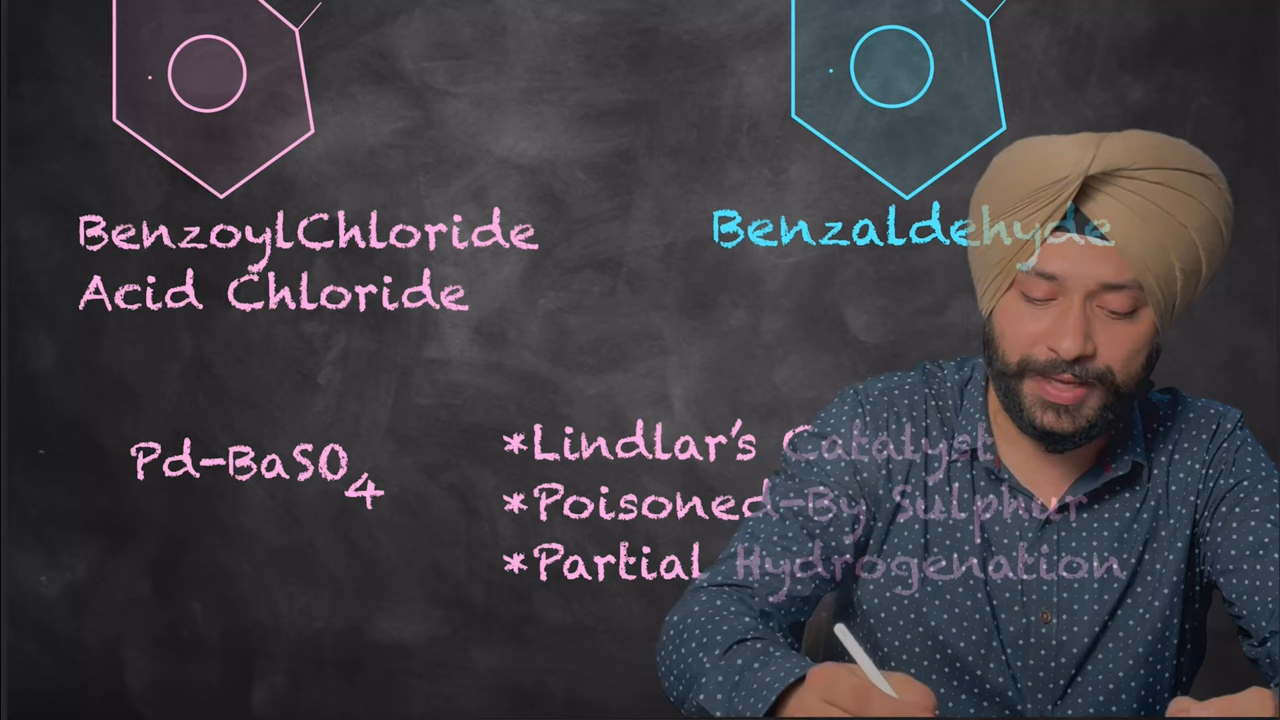 BenzoylChloride
Acid Chloride
Benzaldehyde
Pd-BaSO₄
*Lindlar's Catalyst
*Poisoned-By Sulphur
*Partial Hydrogenation